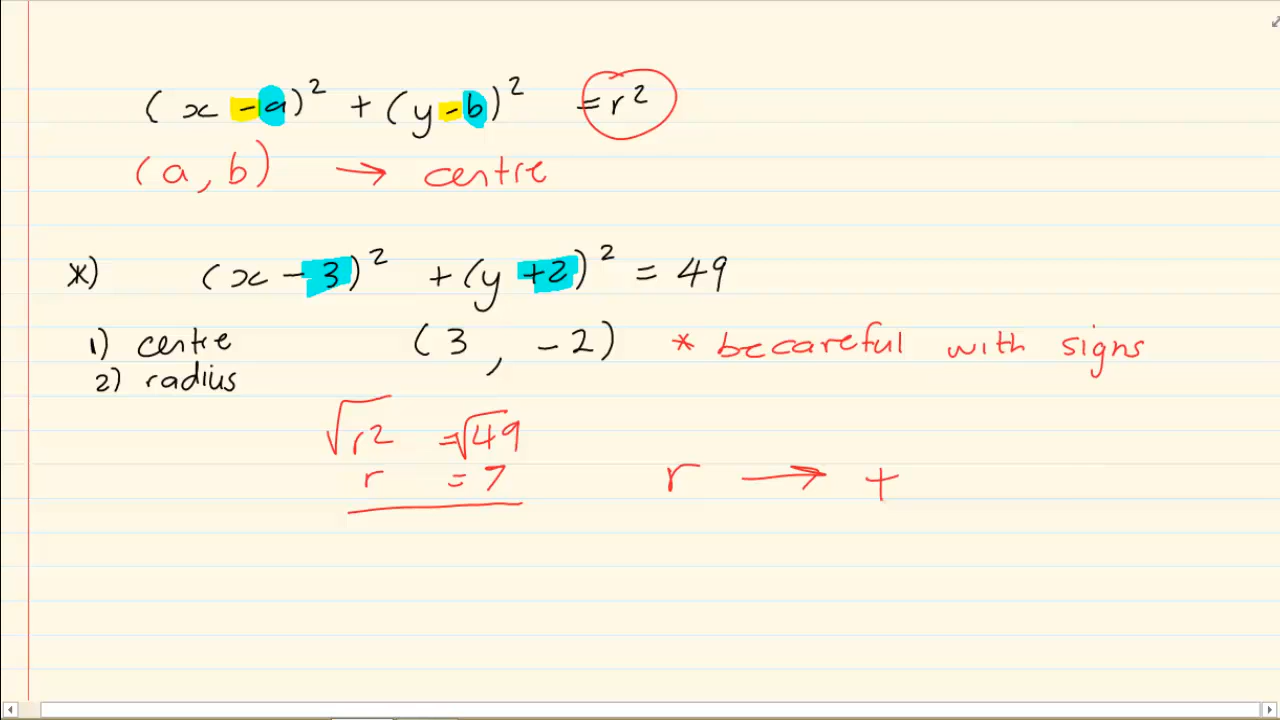 (x - a)² + (y - b)² = r²
(a, b) → centre
*) (x - 3)² + (y + 2)² = 49
1) centre (3, -2) * becareful with signs
2) radius
√r² = √49
r = 7 r → +